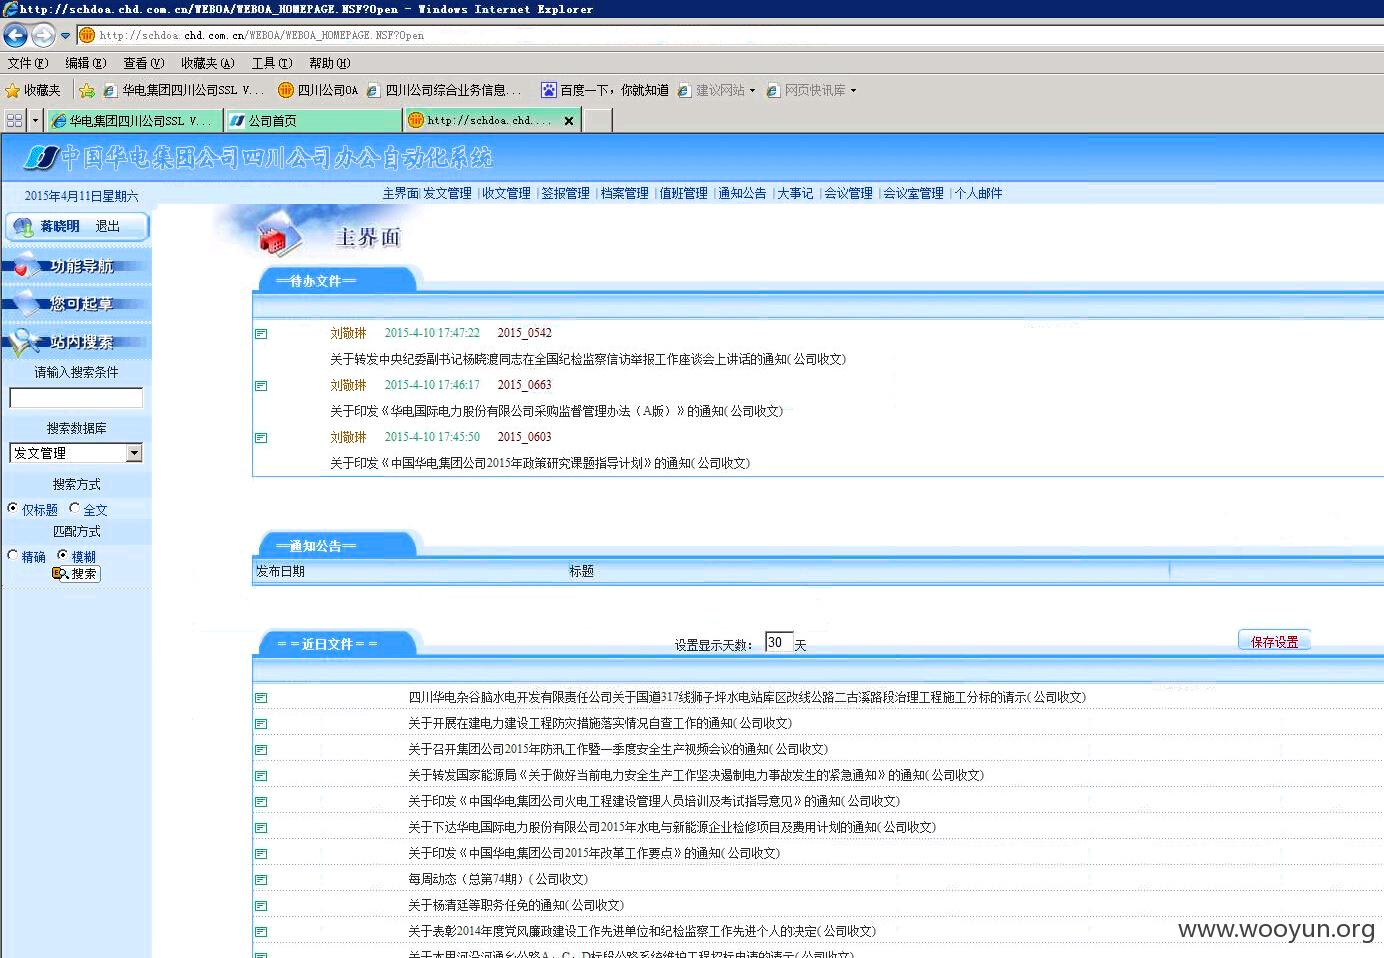 http://schdoa.chd.com.cn/WEBOA/WEBOA_HOMEPAGE.NSF?Open - Windows Internet Explorer
http://schdoa.chd.com.cn/WEBOA/WEBOA_HOMEPAGE.NSF?Open
文件(F) 编辑(E) 查看(V) 收藏夹(A) 工具(T) 帮助(H)
收藏夹 华电集团四川公司SSL V... 四川公司OA 四川公司综合业务信息... 百度一下，你就知道 建议网站 网页快讯库
华电集团四川公司SSL V... 公司首页 http://schdoa.chd....
中国华电集团公司四川公司办公自动化系统
2015年4月11日星期六
主界面| 发文管理 | 收文管理 | 签报管理 | 档案管理 | 值班管理 | 通知公告 | 大事记 | 会议管理 | 会议室管理 | 个人邮件
蒋晓明 退出
功能导航
您可起草
站内搜索
请输入搜索条件
搜索数据库
发文管理
搜索方式
仅标题 全文
匹配方式
精确 模糊
搜索
主界面
==待办文件==
刘敬琳 2015-4-10 17:47:22 2015_0542
关于转发中央纪委副书记杨晓渡同志在全国纪检监察信访举报工作座谈会上讲话的通知(公司收文)
刘敬琳 2015-4-10 17:46:17 2015_0663
关于印发《华电国际电力股份有限公司采购监督管理办法（A版）》的通知(公司收文)
刘敬琳 2015-4-10 17:45:50 2015_0603
关于印发《中国华电集团公司2015年政策研究课题指导计划》的通知(公司收文)
==通知公告==
发布日期 标题
==近日文件== 设置显示天数： 30 天 保存设置
四川华电杂谷脑水电开发有限责任公司关于国道317线狮子坪水电站库区改线公路二古溪路段治理工程施工分标的请示(公司收文)
关于开展在建电力建设工程防灾措施落实情况自查工作的通知(公司收文)
关于召开集团公司2015年防汛工作暨一季度安全生产视频会议的通知(公司收文)
关于转发国家能源局《关于做好当前电力安全生产工作坚决遏制电力事故发生的紧急通知》的通知(公司收文)
关于印发《中国华电集团公司火电工程建设管理人员培训及考试指导意见》的通知(公司收文)
关于下达华电国际电力股份有限公司2015年水电与新能源企业检修项目及费用计划的通知(公司收文)
关于印发《中国华电集团公司2015年改革工作要点》的通知(公司收文)
每周动态（总第74期）(公司收文)
关于杨清廷等职务任免的通知(公司收文)
关于表彰2014年度党风廉政建设工作先进单位和纪检监察工作先进个人的决定(公司收文)
www.wooyun.org